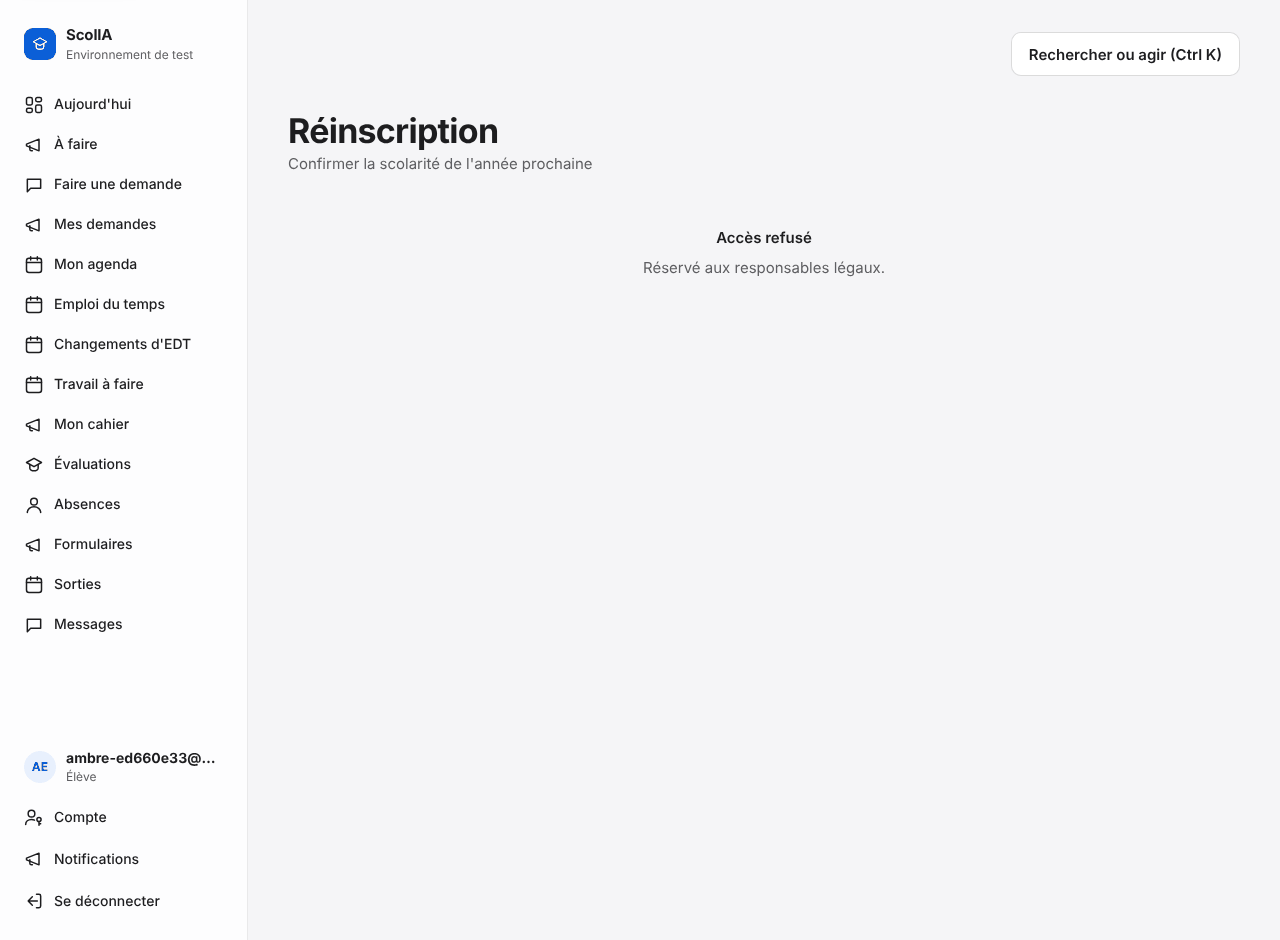 ScolIA
Environnement de test
Aujourd'hui
À faire
Faire une demande
Mes demandes
Mon agenda
Emploi du temps
Changements d'EDT
Travail à faire
Mon cahier
Évaluations
Absences
Formulaires
Sorties
Messages
AE
ambre-ed660e33@...
Élève
Compte
Notifications
Se déconnecter
Rechercher ou agir (Ctrl K)
Réinscription
Confirmer la scolarité de l'année prochaine
Accès refusé
Réservé aux responsables légaux.